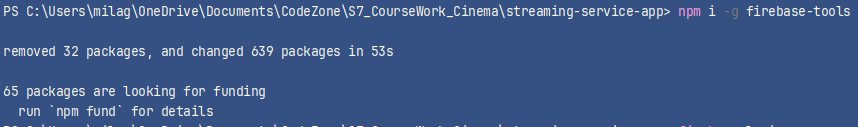 PS C:\Users\milag\OneDrive\Documents\CodeZone\S7_CourseWork_Cinema\streaming-service-app> npm i -g firebase-tools
removed 32 packages, and changed 639 packages in 53s
65 packages are looking for funding
run `npm fund` for details